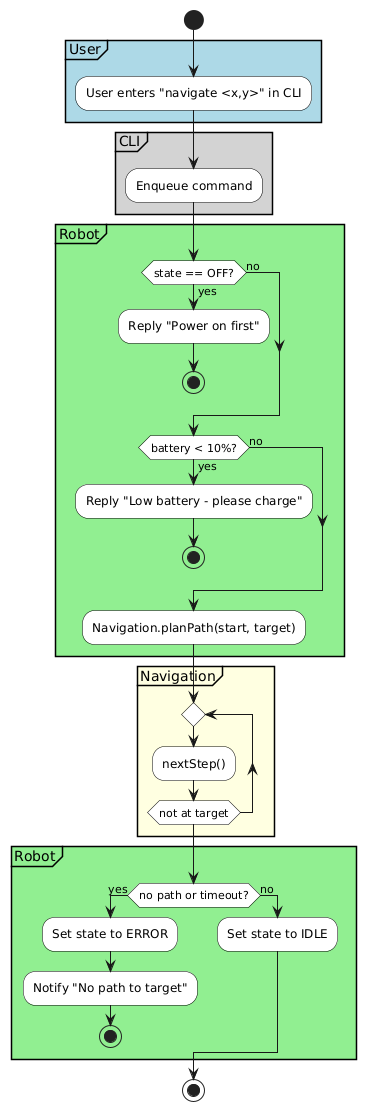 User
User enters "navigate <x,y>" in CLI
CLI
Enqueue command
Robot
state == OFF?
no
yes
Reply "Power on first"
battery < 10%?
no
yes
Reply "Low battery - please charge"
Navigation.planPath(start, target)
Navigation
nextStep()
not at target
Robot
yes
no path or timeout?
no
Set state to ERROR
Set state to IDLE
Notify "No path to target"